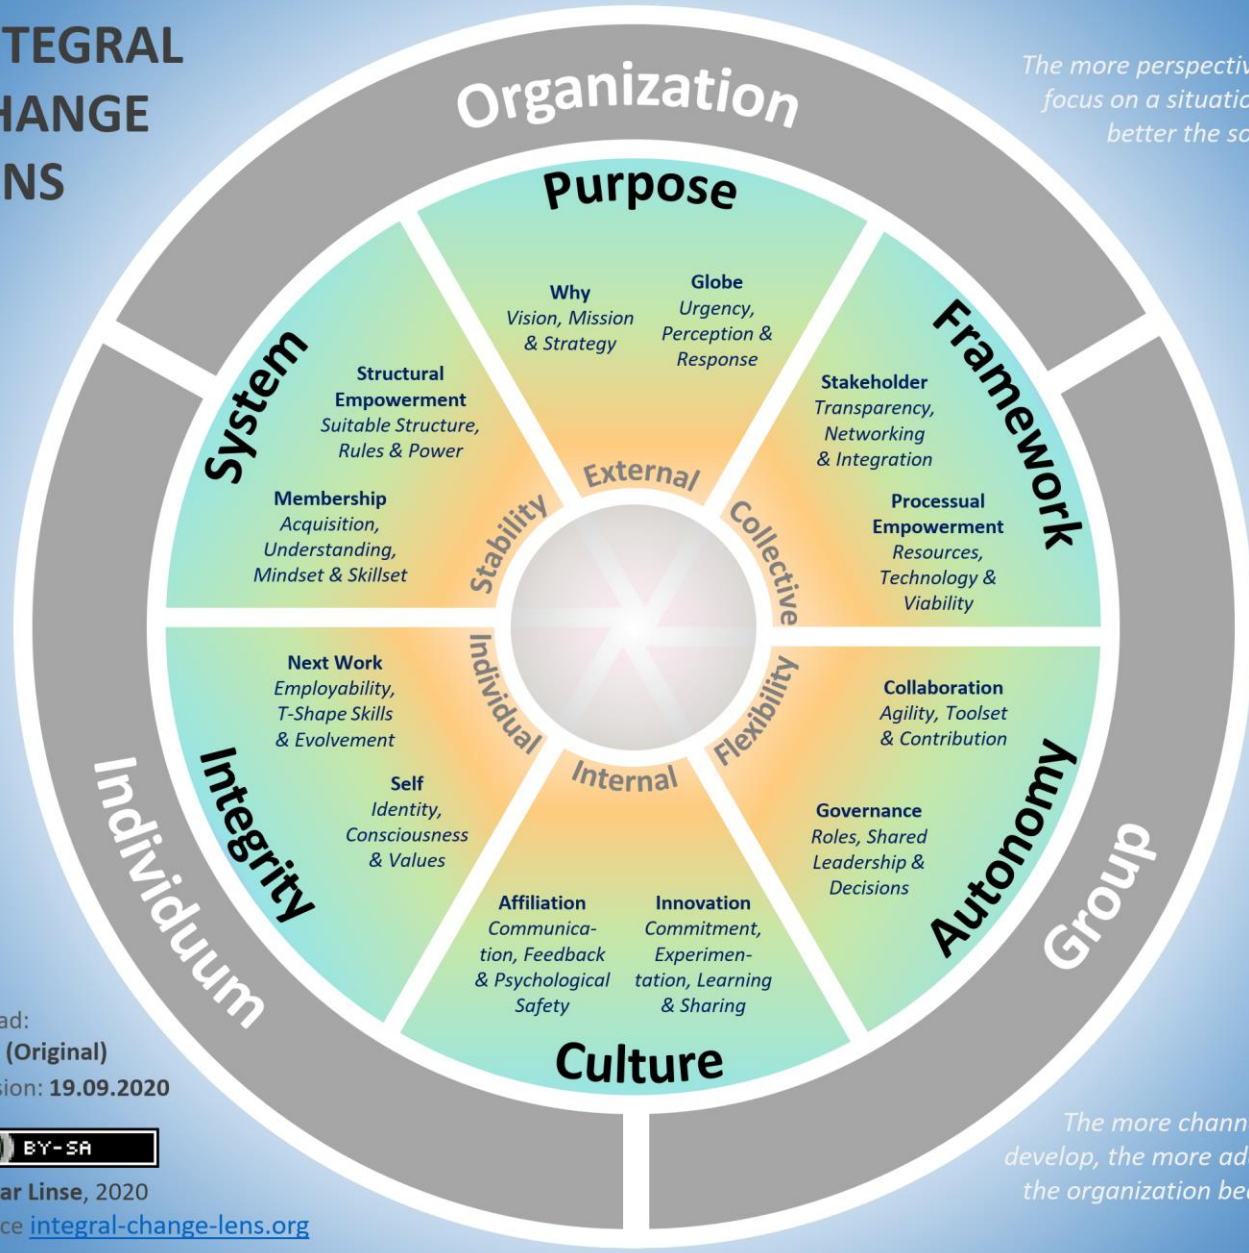 TEGRAL
HANGE
NS
The more perspectiv
focus on a situatio
better the so
Organization
Purpose
Why
Vision, Mission
& Strategy
Globe
Urgency,
Perception &
Response
System
Structural
Empowerment
Suitable Structure,
Rules & Power
Membership
Acquisition,
Understanding,
Mindset & Skillset
Framework
Stakeholder
Transparency,
Networking
& Integration
Processual
Empowerment
Resources,
Technology &
Viability
External
Stability
Collective
Individual
Flexibility
Internal
Next Work
Employability,
T-Shape Skills
& Evolvement
Self
Identity,
Consciousness
& Values
Integrity
Individuum
Collaboration
Agility, Toolset
& Contribution
Governance
Roles, Shared
Leadership &
Decisions
Autonomy
Group
Affiliation
Communica-
tion, Feedback
& Psychological
Safety
Innovation
Commitment,
Experimen-
tation, Learning
& Sharing
Culture
ad:
(Original)
sion: 19.09.2020
BY-SA
ar Linse, 2020
ce integral-change-lens.org
The more chann
develop, the more ad
the organization bec